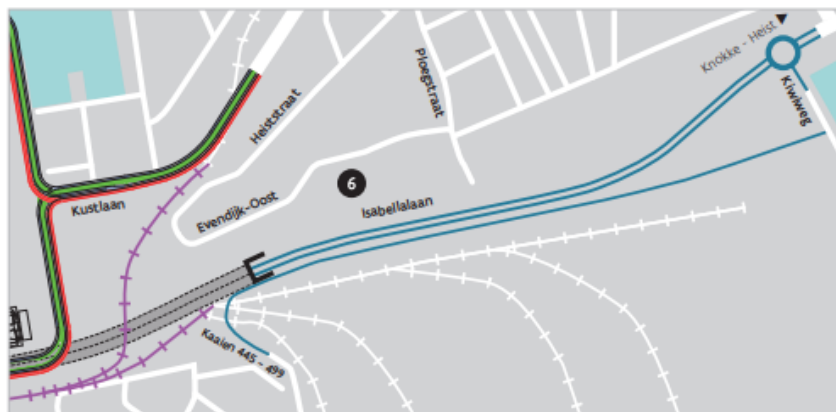 Knokke - Heist
Kiwiweg
Ploegstraat
Heiststraat
6
Isabellalaan
Evendijk-Oost
Kustlaan
Kaaien 445 - 499